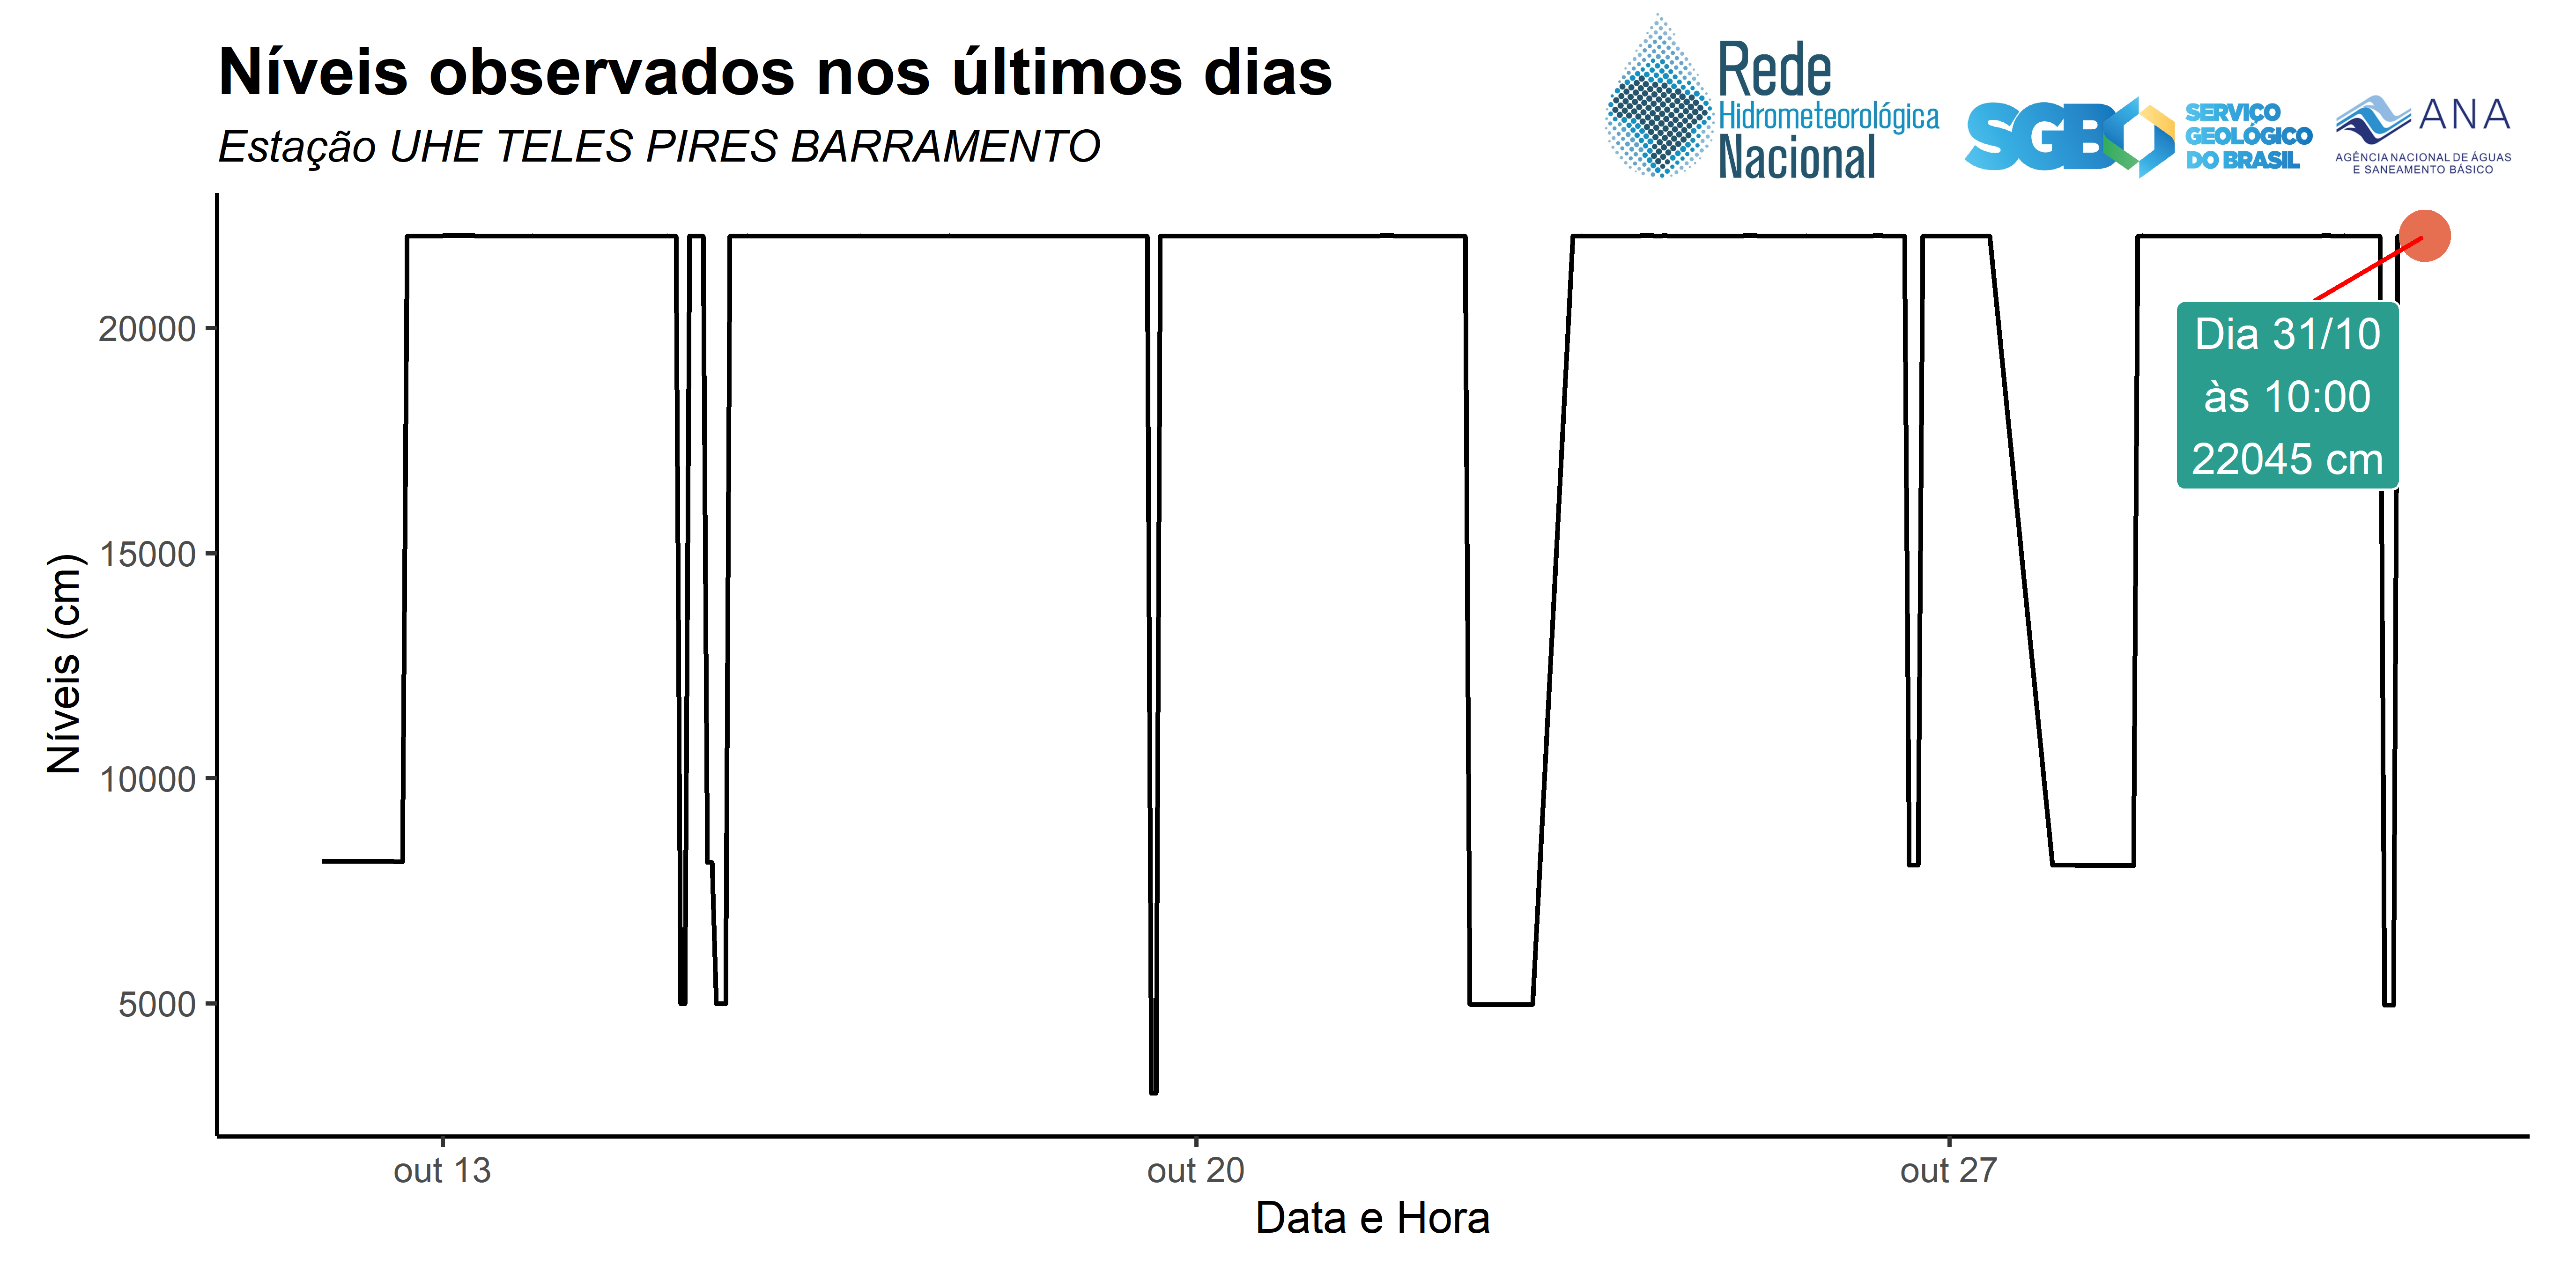 Níveis observados nos últimos dias
Estação UHE TELES PIRES BARRAMENTO
Rede
Hidrometeorológica
Nacional
SGB
SERVIÇO
GEOLÓGICO
DO BRASIL
ANA
AGÊNCIA NACIONAL DE ÁGUAS
E SANEAMENTO BÁSICO
Níveis (cm)
20000
15000
10000
5000
Dia 31/10
às 10:00
22045 cm
out 13
out 20
out 27
Data e Hora